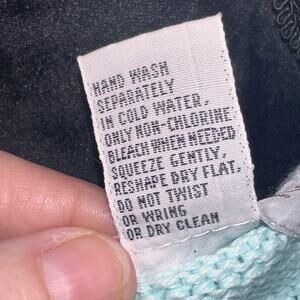 HAND WASH
SEPARATELY
IN COLD WATER,
ONLY NON-CHLORINE
BLEACH WHEN NEEDED
SQUEEZE GENTLY,
RESHAPE DRY FLAT,
DO NOT TWIST
OR WRING
OR DRY CLEAN